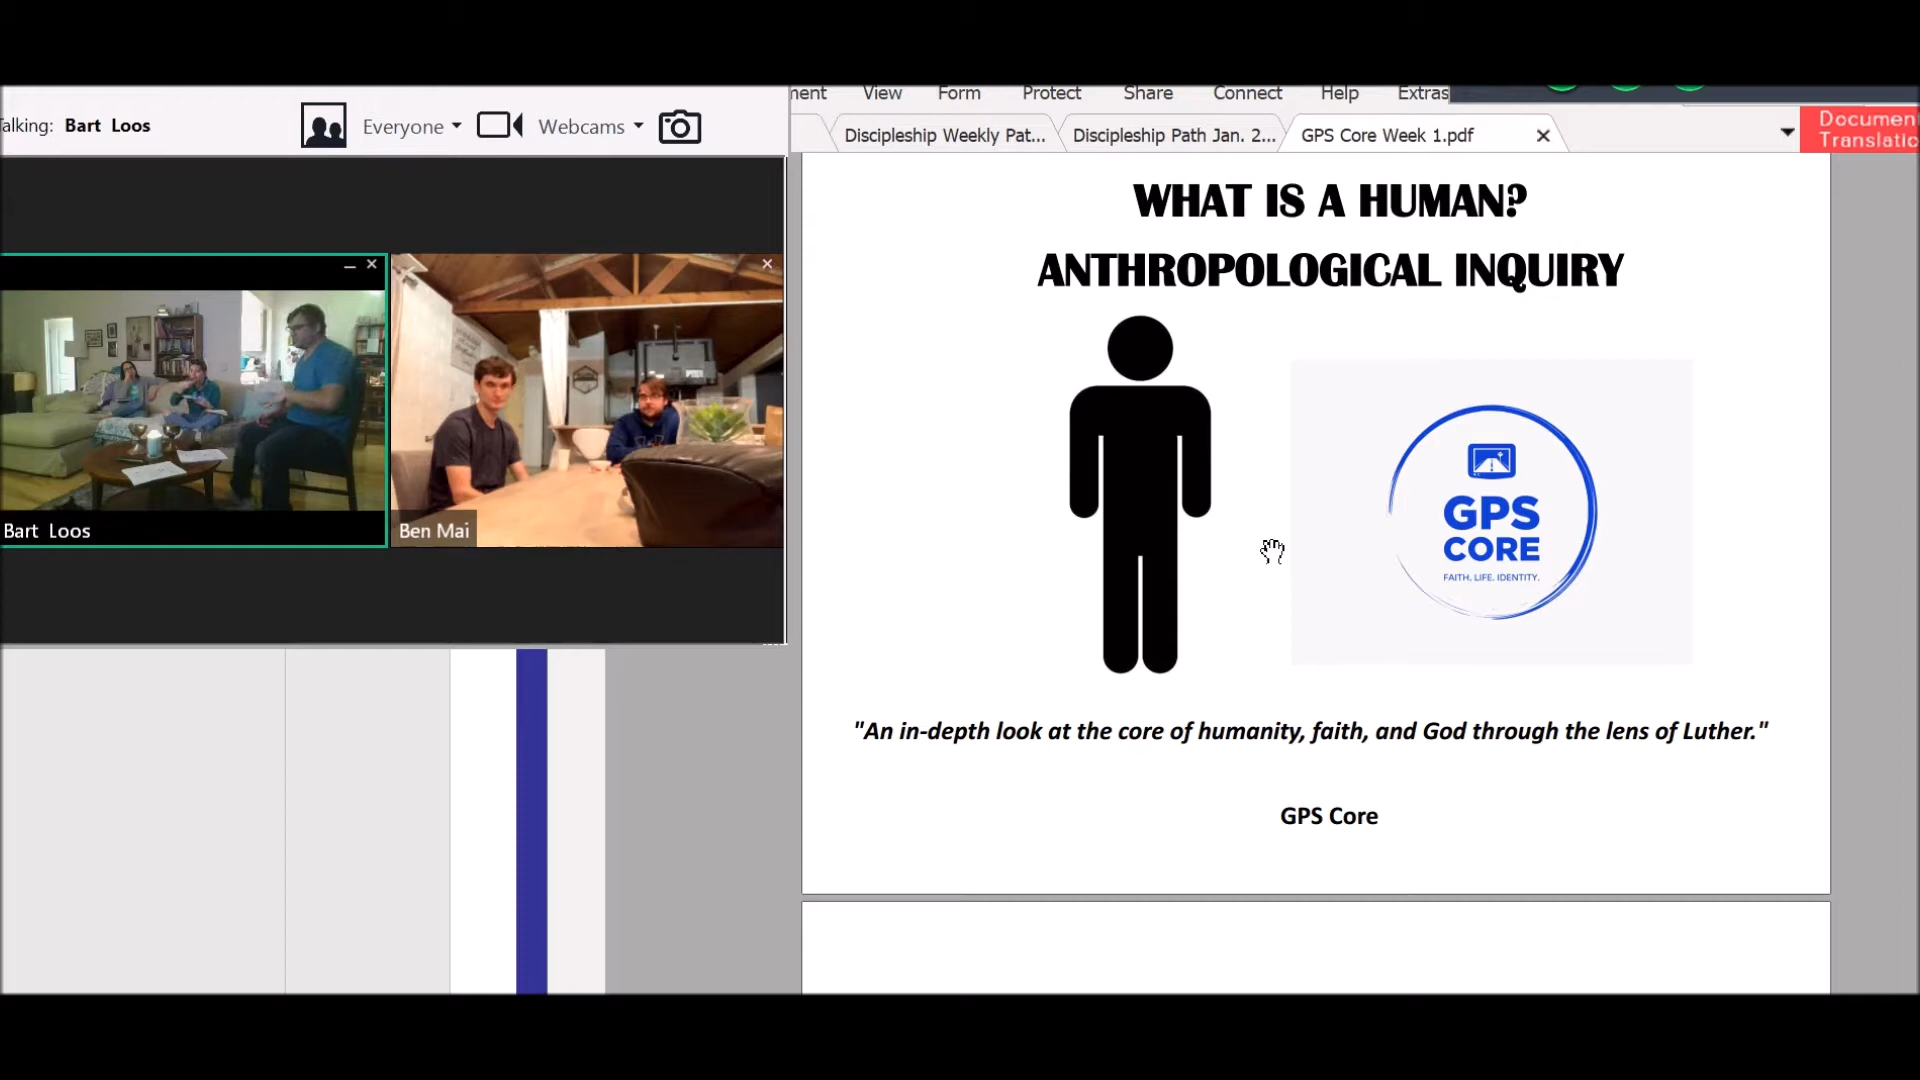 Talking: Bart Loos
Everyone
Webcams
Bart Loos
Ben Mai
ment View Form Protect Share Connect Help Extras
Discipleship Weekly Pat...
Discipleship Path Jan. 2...
GPS Core Week 1.pdf
Document
Translatio
WHAT IS A HUMAN?
ANTHROPOLOGICAL INQUIRY
GPS
CORE
FAITH. LIFE. IDENTITY.
"An in-depth look at the core of humanity, faith, and God through the lens of Luther."
GPS Core